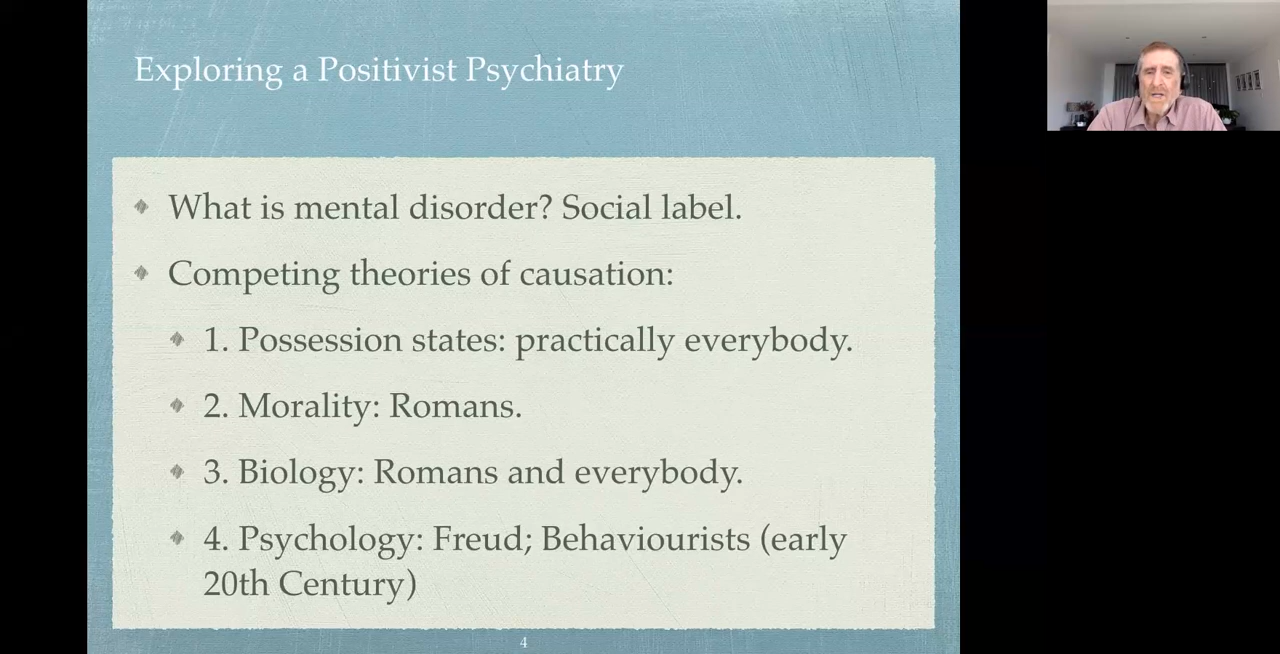 Exploring a Positivist Psychiatry
What is mental disorder? Social label.
Competing theories of causation:
1. Possession states: practically everybody.
2. Morality: Romans.
3. Biology: Romans and everybody.
4. Psychology: Freud; Behaviourists (early
20th Century)
4